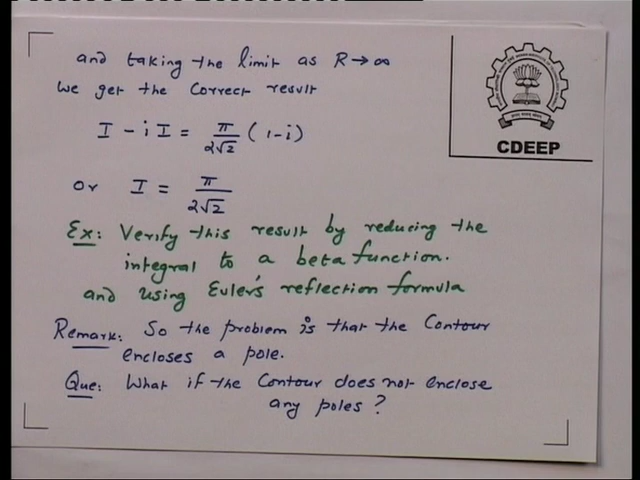 and taking the limit as R → ∞
we get the correct result
I - i I = π/2√2 (1-i)
or I = π/2√2
CDEEP
Ex: Verify this result by reducing the
integral to a beta function.
and using Euler's reflection formula
Remark: So the problem is that the Contour
encloses a pole.
Que: What if the Contour does not enclose
any poles?